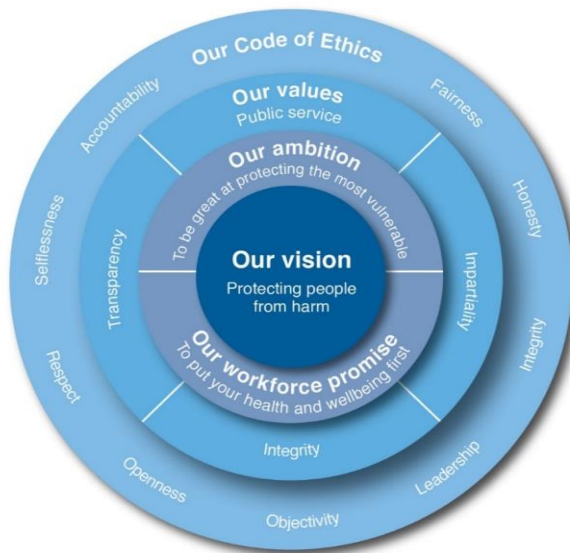 Our Code of Ethics
Fairness
Honesty
Integrity
Leadership
Objectivity
Openness
Respect
Selflessness
Accountability
Our values
Public service
Impartiality
Integrity
Transparency
Our ambition
To be great at protecting the most vulnerable
Our vision
Protecting people
from harm
Our workforce promise
To put your health and wellbeing first